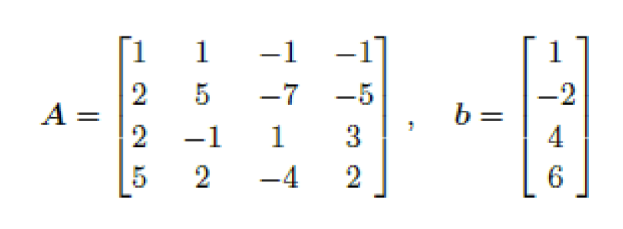 A = [1 1 −1 −1; 2 5 −7 −5; 2 −1 1 3; 5 2 −4 2], b = [1; −2; 4; 6]